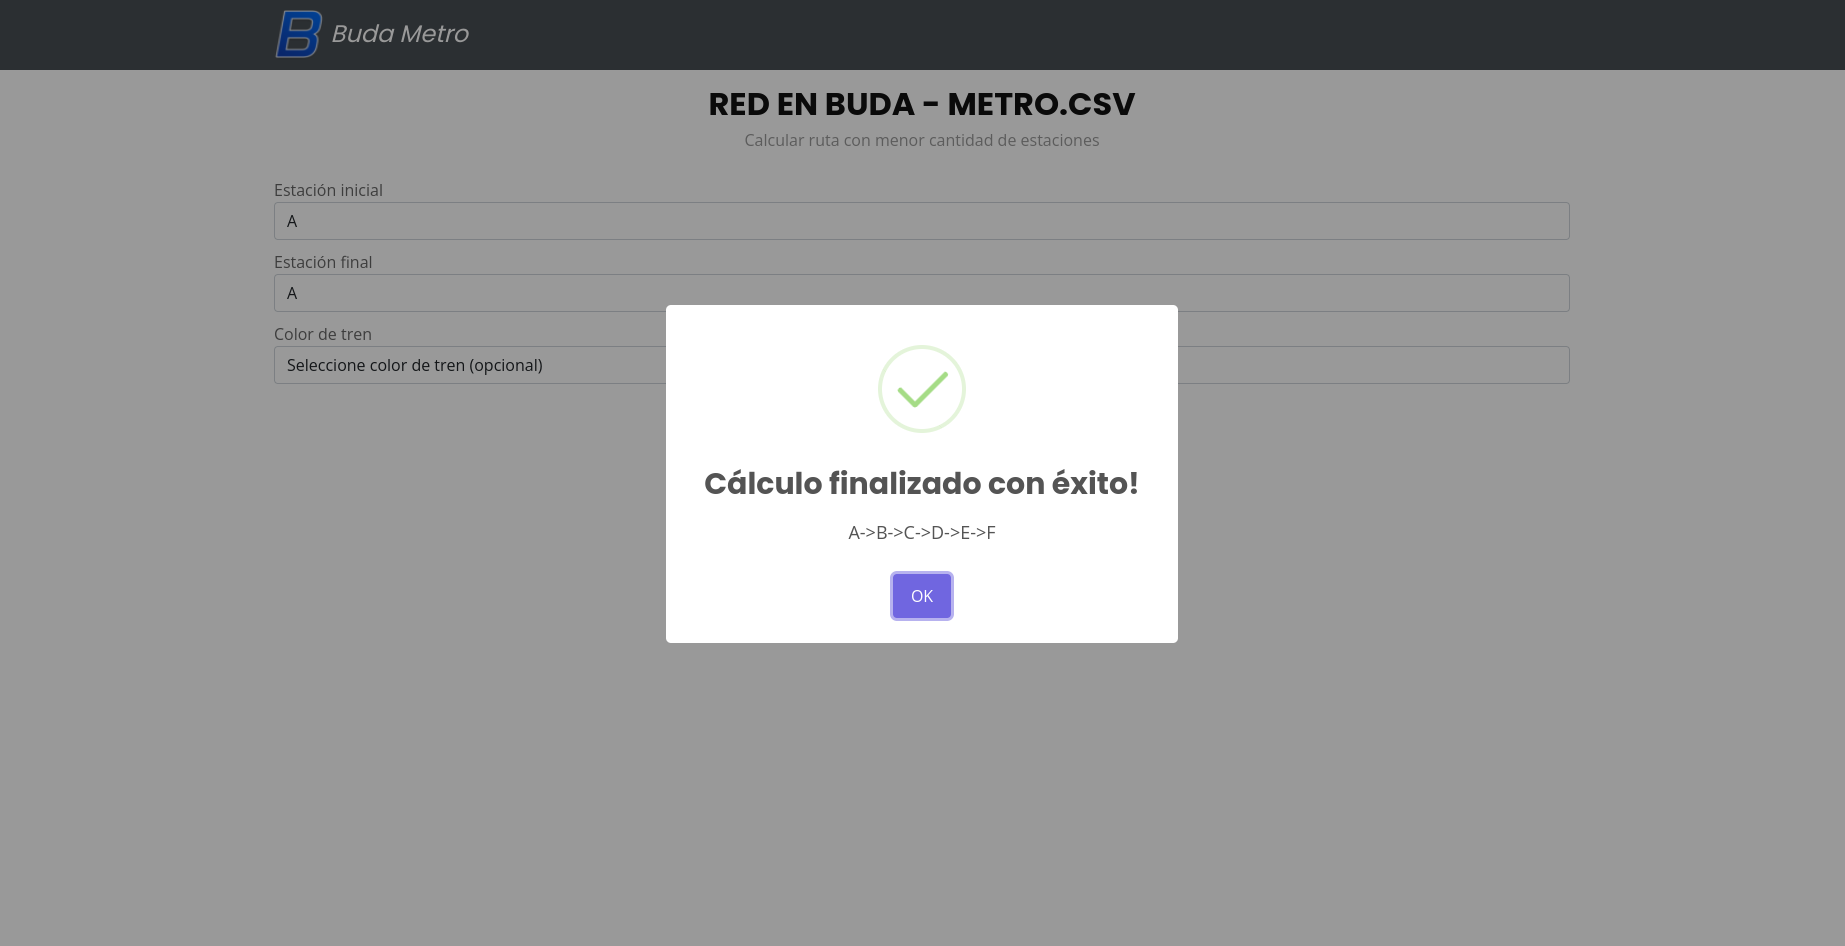 B Buda Metro
RED EN BUDA - METRO.CSV
Calcular ruta con menor cantidad de estaciones
Estación inicial
A
Estación final
A
Color de tren
Seleccione color de tren (opcional)
Cálculo finalizado con éxito!
A->B->C->D->E->F
OK